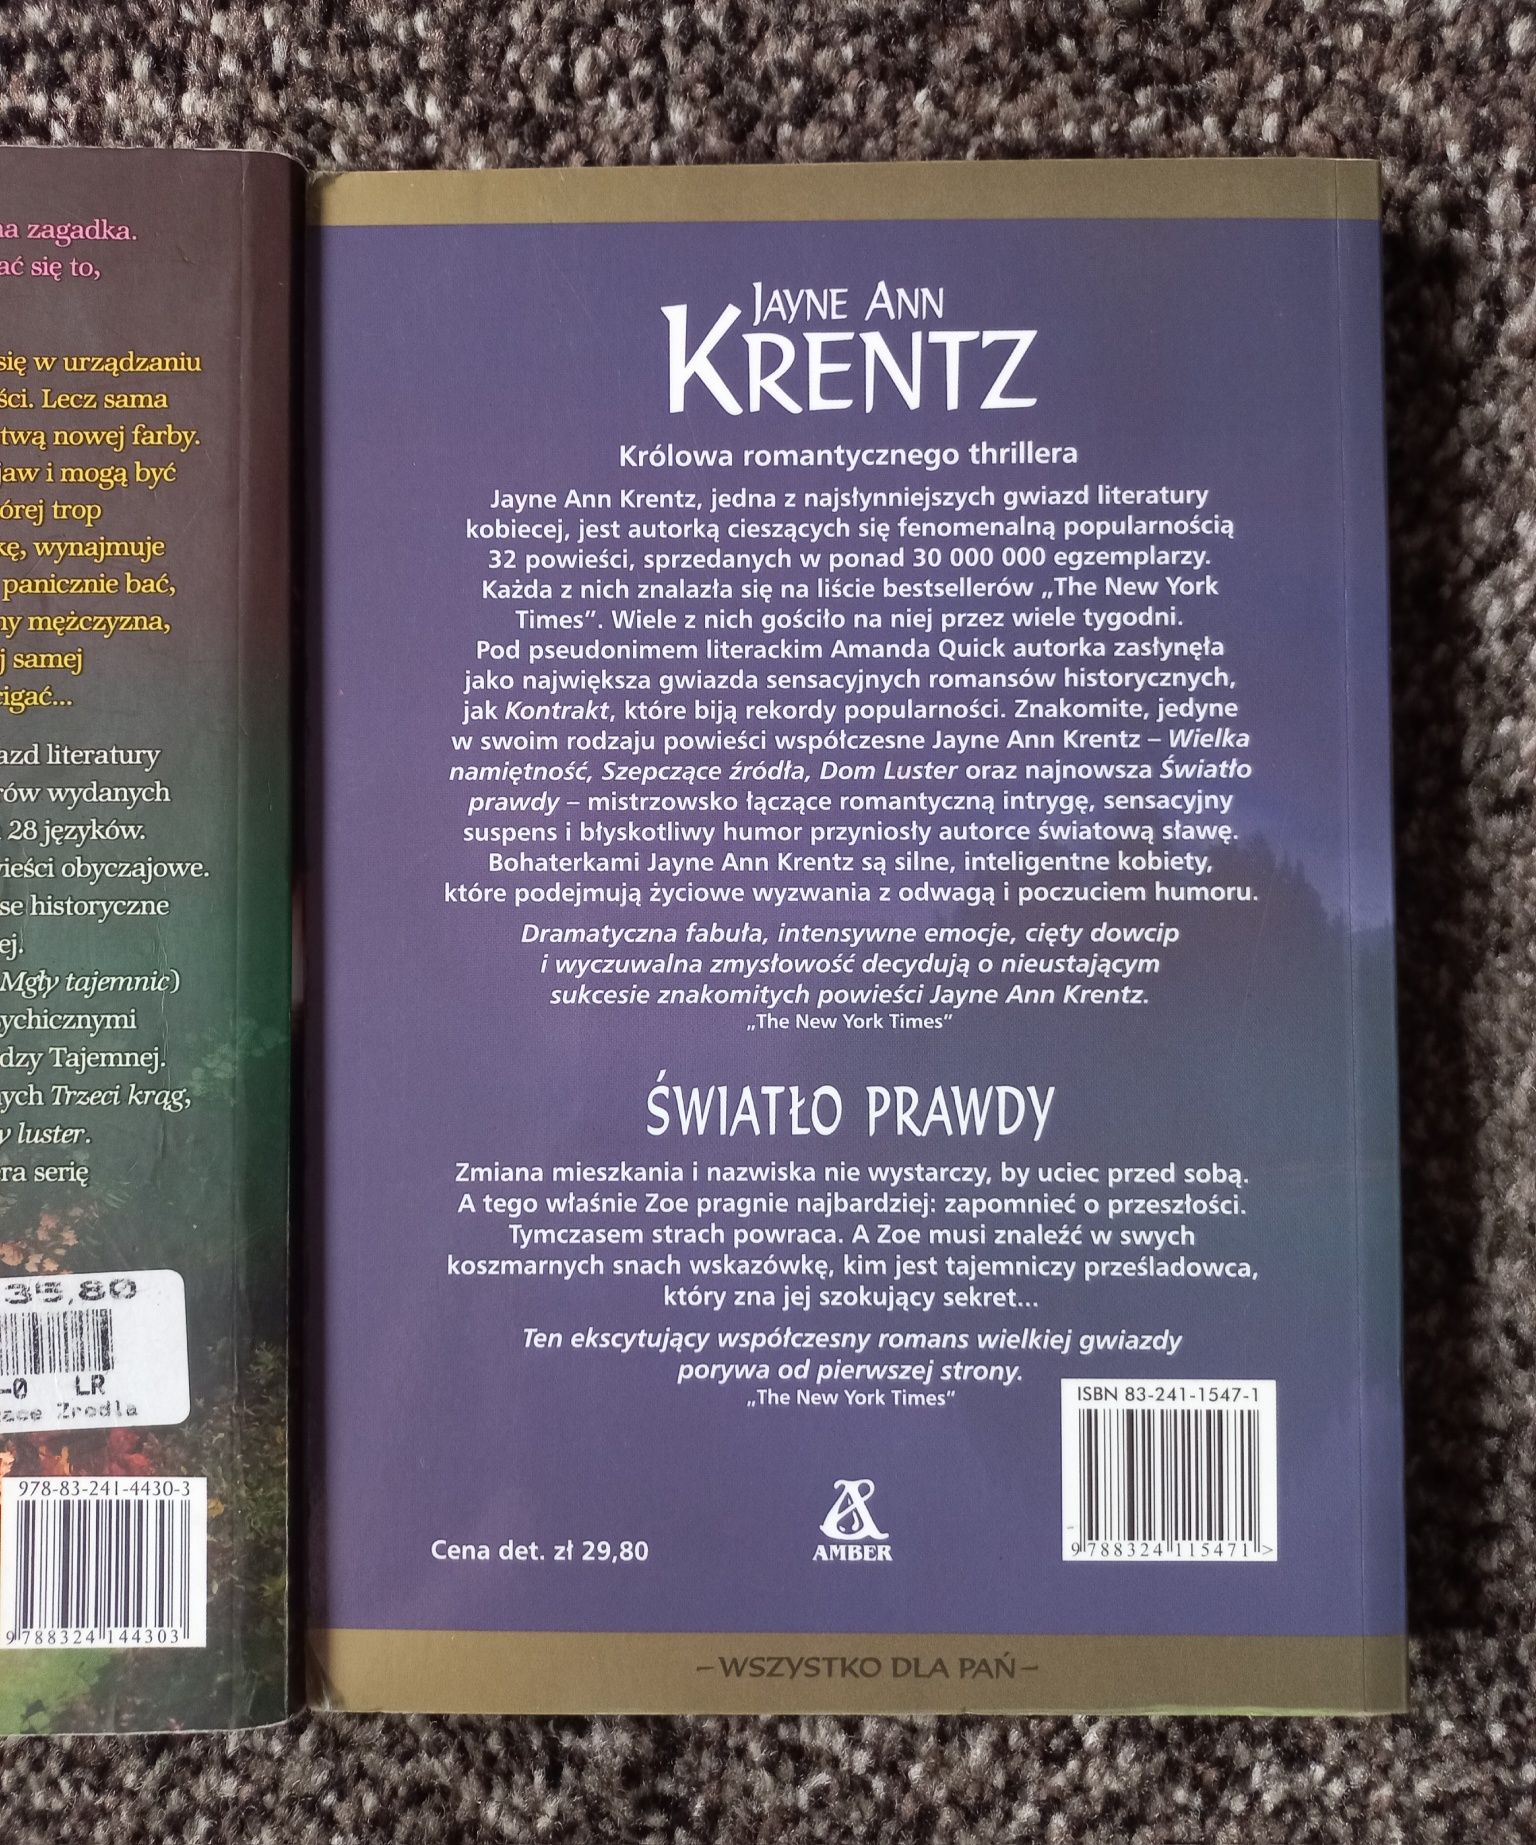 zagadka.
się to,
się w urządzaniu
Lecz sama
nowej farby.
i mogą być
trop
wynajmuje
panicznie bać,
mężczyzna,
samej
literatury
wydanych
28 języków.
obyczajowe.
historyczne
Mgły tajemnic)
Tajemnej.
Trzeci krąg,
luster.
serię
35,80
-0 LR
Zrodla
978-83-241-4430-3
9 788324 144303
JAYNE ANN
KRENTZ
Królowa romantycznego thrillera
Jayne Ann Krentz, jedna z najsłynniejszych gwiazd literatury
kobiecej, jest autorką cieszących się fenomenalną popularnością
32 powieści, sprzedanych w ponad 30 000 000 egzemplarzy.
Każda z nich znalazła się na liście bestsellerów „The New York
Times”. Wiele z nich gościło na niej przez wiele tygodni.
Pod pseudonimem literackim Amanda Quick autorka zasłynęła
jako największa gwiazda sensacyjnych romansów historycznych,
jak Kontrakt, które biją rekordy popularności. Znakomite, jedyne
w swoim rodzaju powieści współczesne Jayne Ann Krentz – Wielka
namiętność, Szepczące źródła, Dom Luster oraz najnowsza Światło
prawdy – mistrzowsko łączące romantyczną intrygę, sensacyjny
suspens i błyskotliwy humor przyniosły autorce światową sławę.
Bohaterkami Jayne Ann Krentz są silne, inteligentne kobiety,
które podejmują życiowe wyzwania z odwagą i poczuciem humoru.
Dramatyczna fabuła, intensywne emocje, cięty dowcip
i wyczuwalna zmysłowość decydują o nieustającym
sukcesie znakomitych powieści Jayne Ann Krentz.
„The New York Times”
ŚWIATŁO PRAWDY
Zmiana mieszkania i nazwiska nie wystarczy, by uciec przed sobą.
A tego właśnie Zoe pragnie najbardziej: zapomnieć o przeszłości.
Tymczasem strach powraca. A Zoe musi znaleźć w swych
koszmarnych snach wskazówkę, kim jest tajemniczy prześladowca,
który zna jej szokujący sekret...
Ten ekscytujący współczesny romans wielkiej gwiazdy
porywa od pierwszej strony.
„The New York Times”
ISBN 83-241-1547-1
9 788324 115471 >
Cena det. zł 29,80
AMBER
–WSZYSTKO DLA PAŃ–